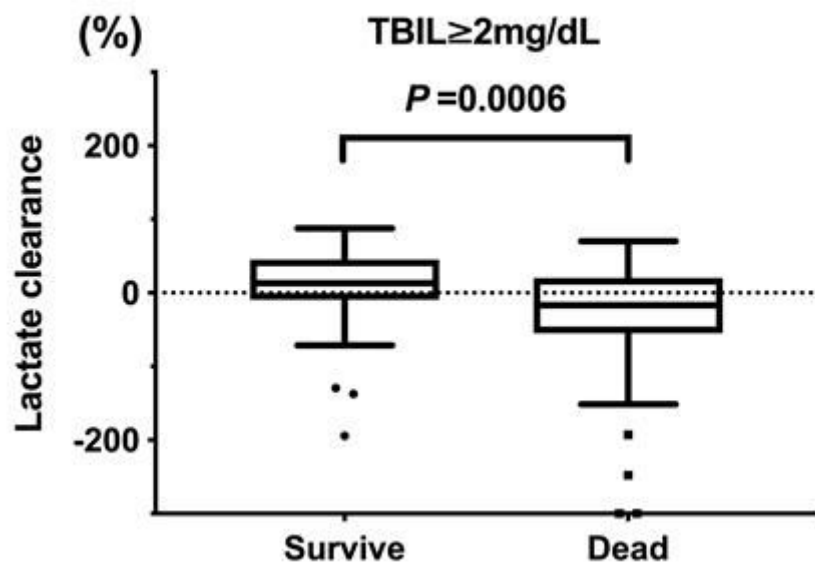 (%)
TBIL≥2mg/dL
P=0.0006
Lactate clearance
200
0
-200
Survive
Dead